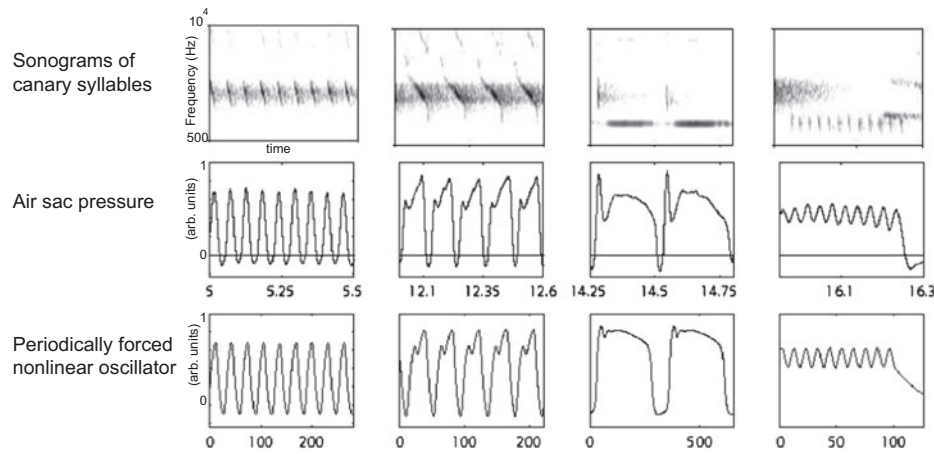 Sonograms of
canary syllables
10⁴
Frequency (Hz)
500
time
Air sac pressure
(arb. units)
1
0
5 5.25 5.5
12.1 12.35 12.6
14.25 14.5 14.75
16.1 16.3
Periodically forced
nonlinear oscillator
(arb. units)
1
0
0 100 200
0 100 200
0 500
0 50 100